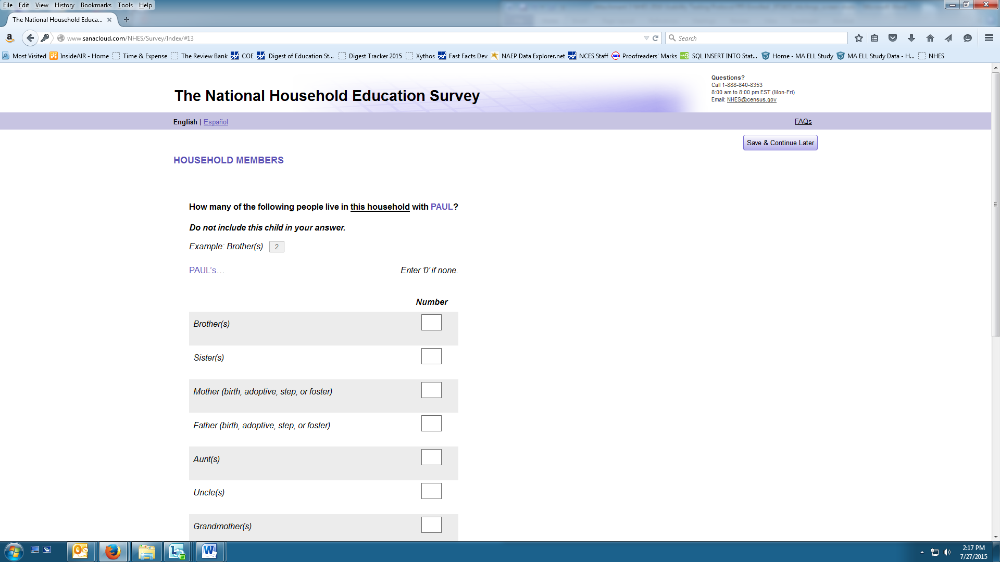 File Edit View History Bookmarks Tools Help
The National Household Educa...
www.sanacloud.com/NHES/Survey/Index/#13
Search
Most Visited InsideAIR - Home Time & Expense The Review Bank COE Digest of Education St... Digest Tracker 2015 Xythos Fast Facts Dev NAEP Data Explorer.net NCES Staff Proofreaders' Marks SQL INSERT INTO Stat... Home - MA ELL Study MA ELL Study Data - H... NHES
Questions?
Call 1-888-840-8353
8:00 am to 8:00 pm EST (Mon-Fri)
Email: NHES@census.gov
The National Household Education Survey
English | Español
FAQs
Save & Continue Later
HOUSEHOLD MEMBERS
How many of the following people live in this household with PAUL?
Do not include this child in your answer.
Example: Brother(s) 2
PAUL's… Enter '0' if none.
Number
Brother(s)
Sister(s)
Mother (birth, adoptive, step, or foster)
Father (birth, adoptive, step, or foster)
Aunt(s)
Uncle(s)
Grandmother(s)
2:17 PM
7/27/2015